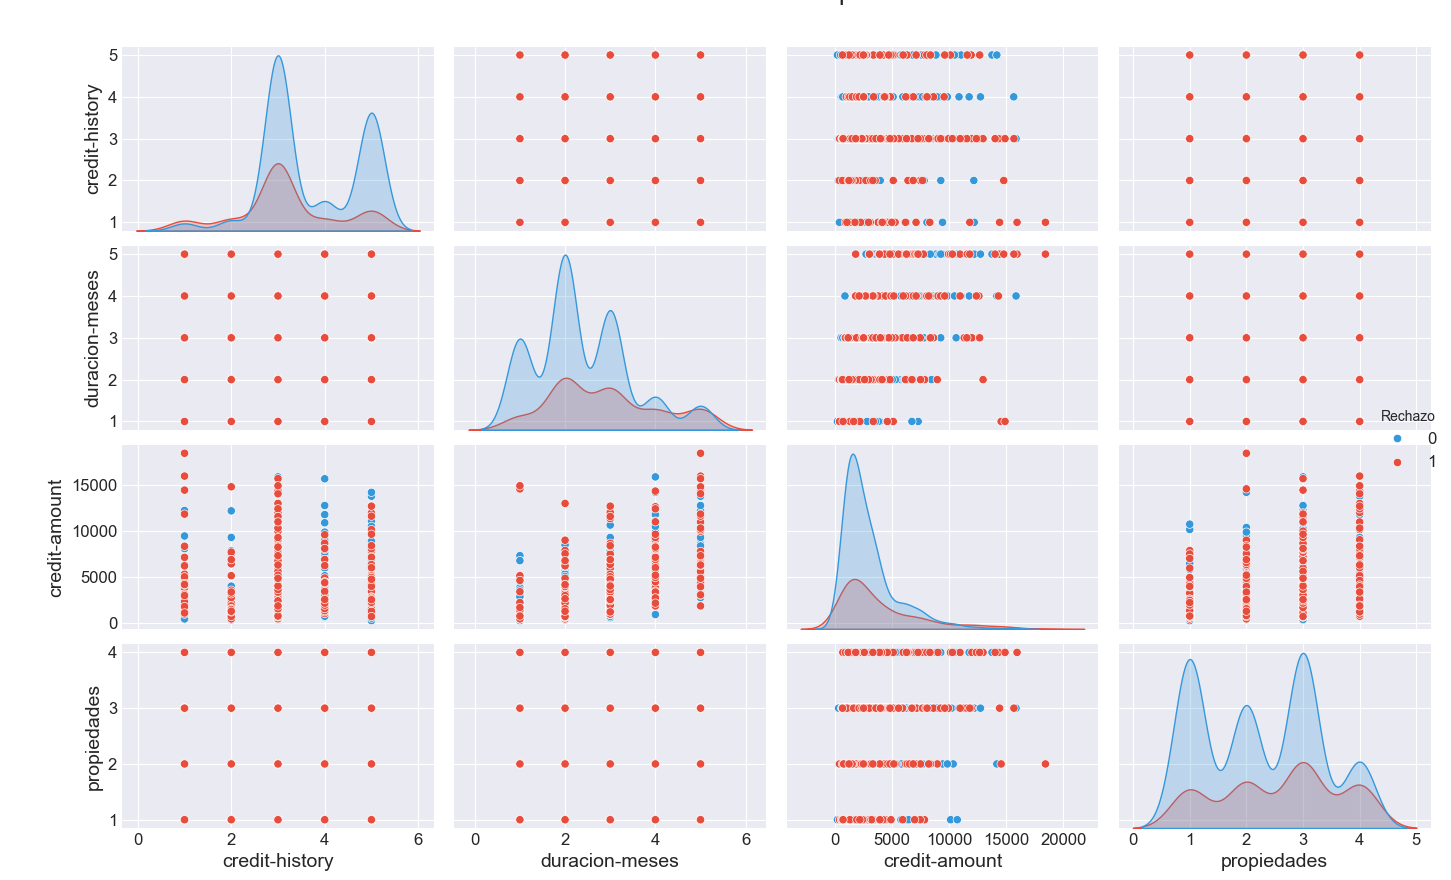 5
4
3
2
1
credit-history
5
4
3
2
1
duracion-meses
Rechazo
0
1
15000
10000
5000
0
credit-amount
4
3
2
1
propiedades
0 2 4 6
0 2 4 6
0 5000 10000 15000 20000
0 1 2 3 4 5
credit-history duracion-meses credit-amount propiedades